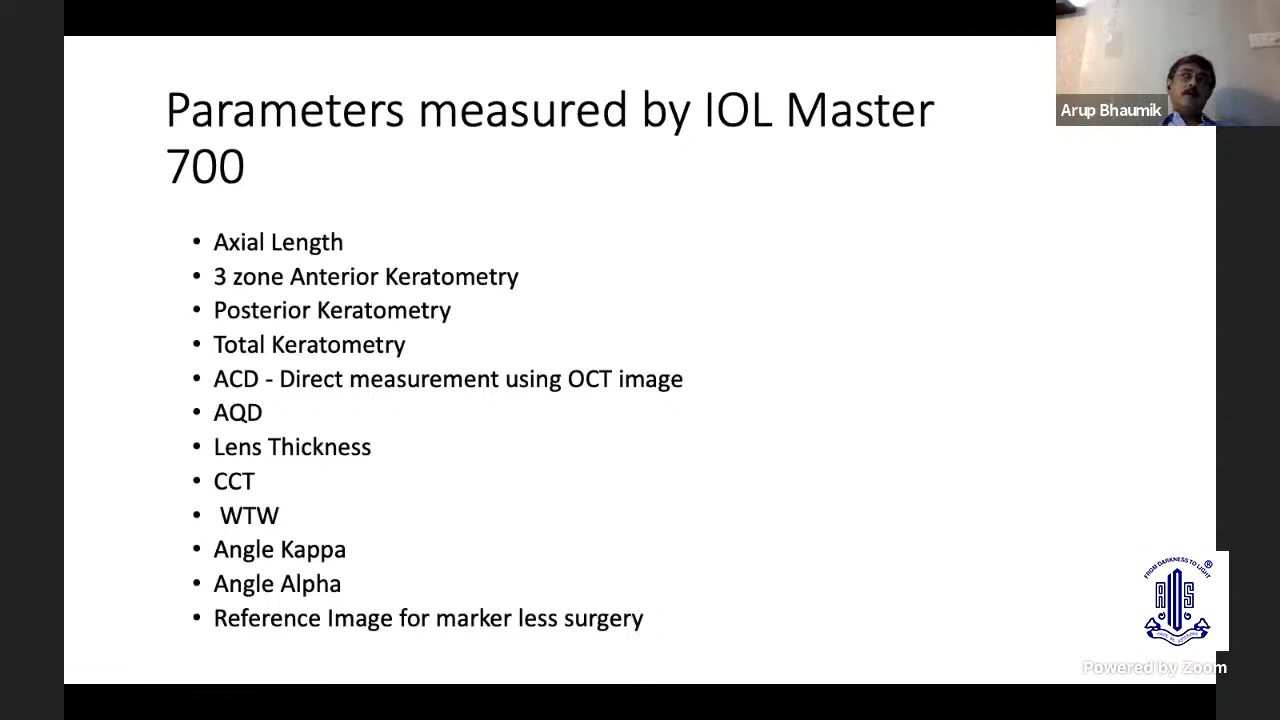 Parameters measured by IOL Master
700
Arup Bhaumik
• Axial Length
• 3 zone Anterior Keratometry
• Posterior Keratometry
• Total Keratometry
• ACD - Direct measurement using OCT image
• AQD
• Lens Thickness
• CCT
• WTW
• Angle Kappa
• Angle Alpha
• Reference Image for marker less surgery
FROM DARKNESS TO LIGHT
®
AIOS
Powered by Zoom